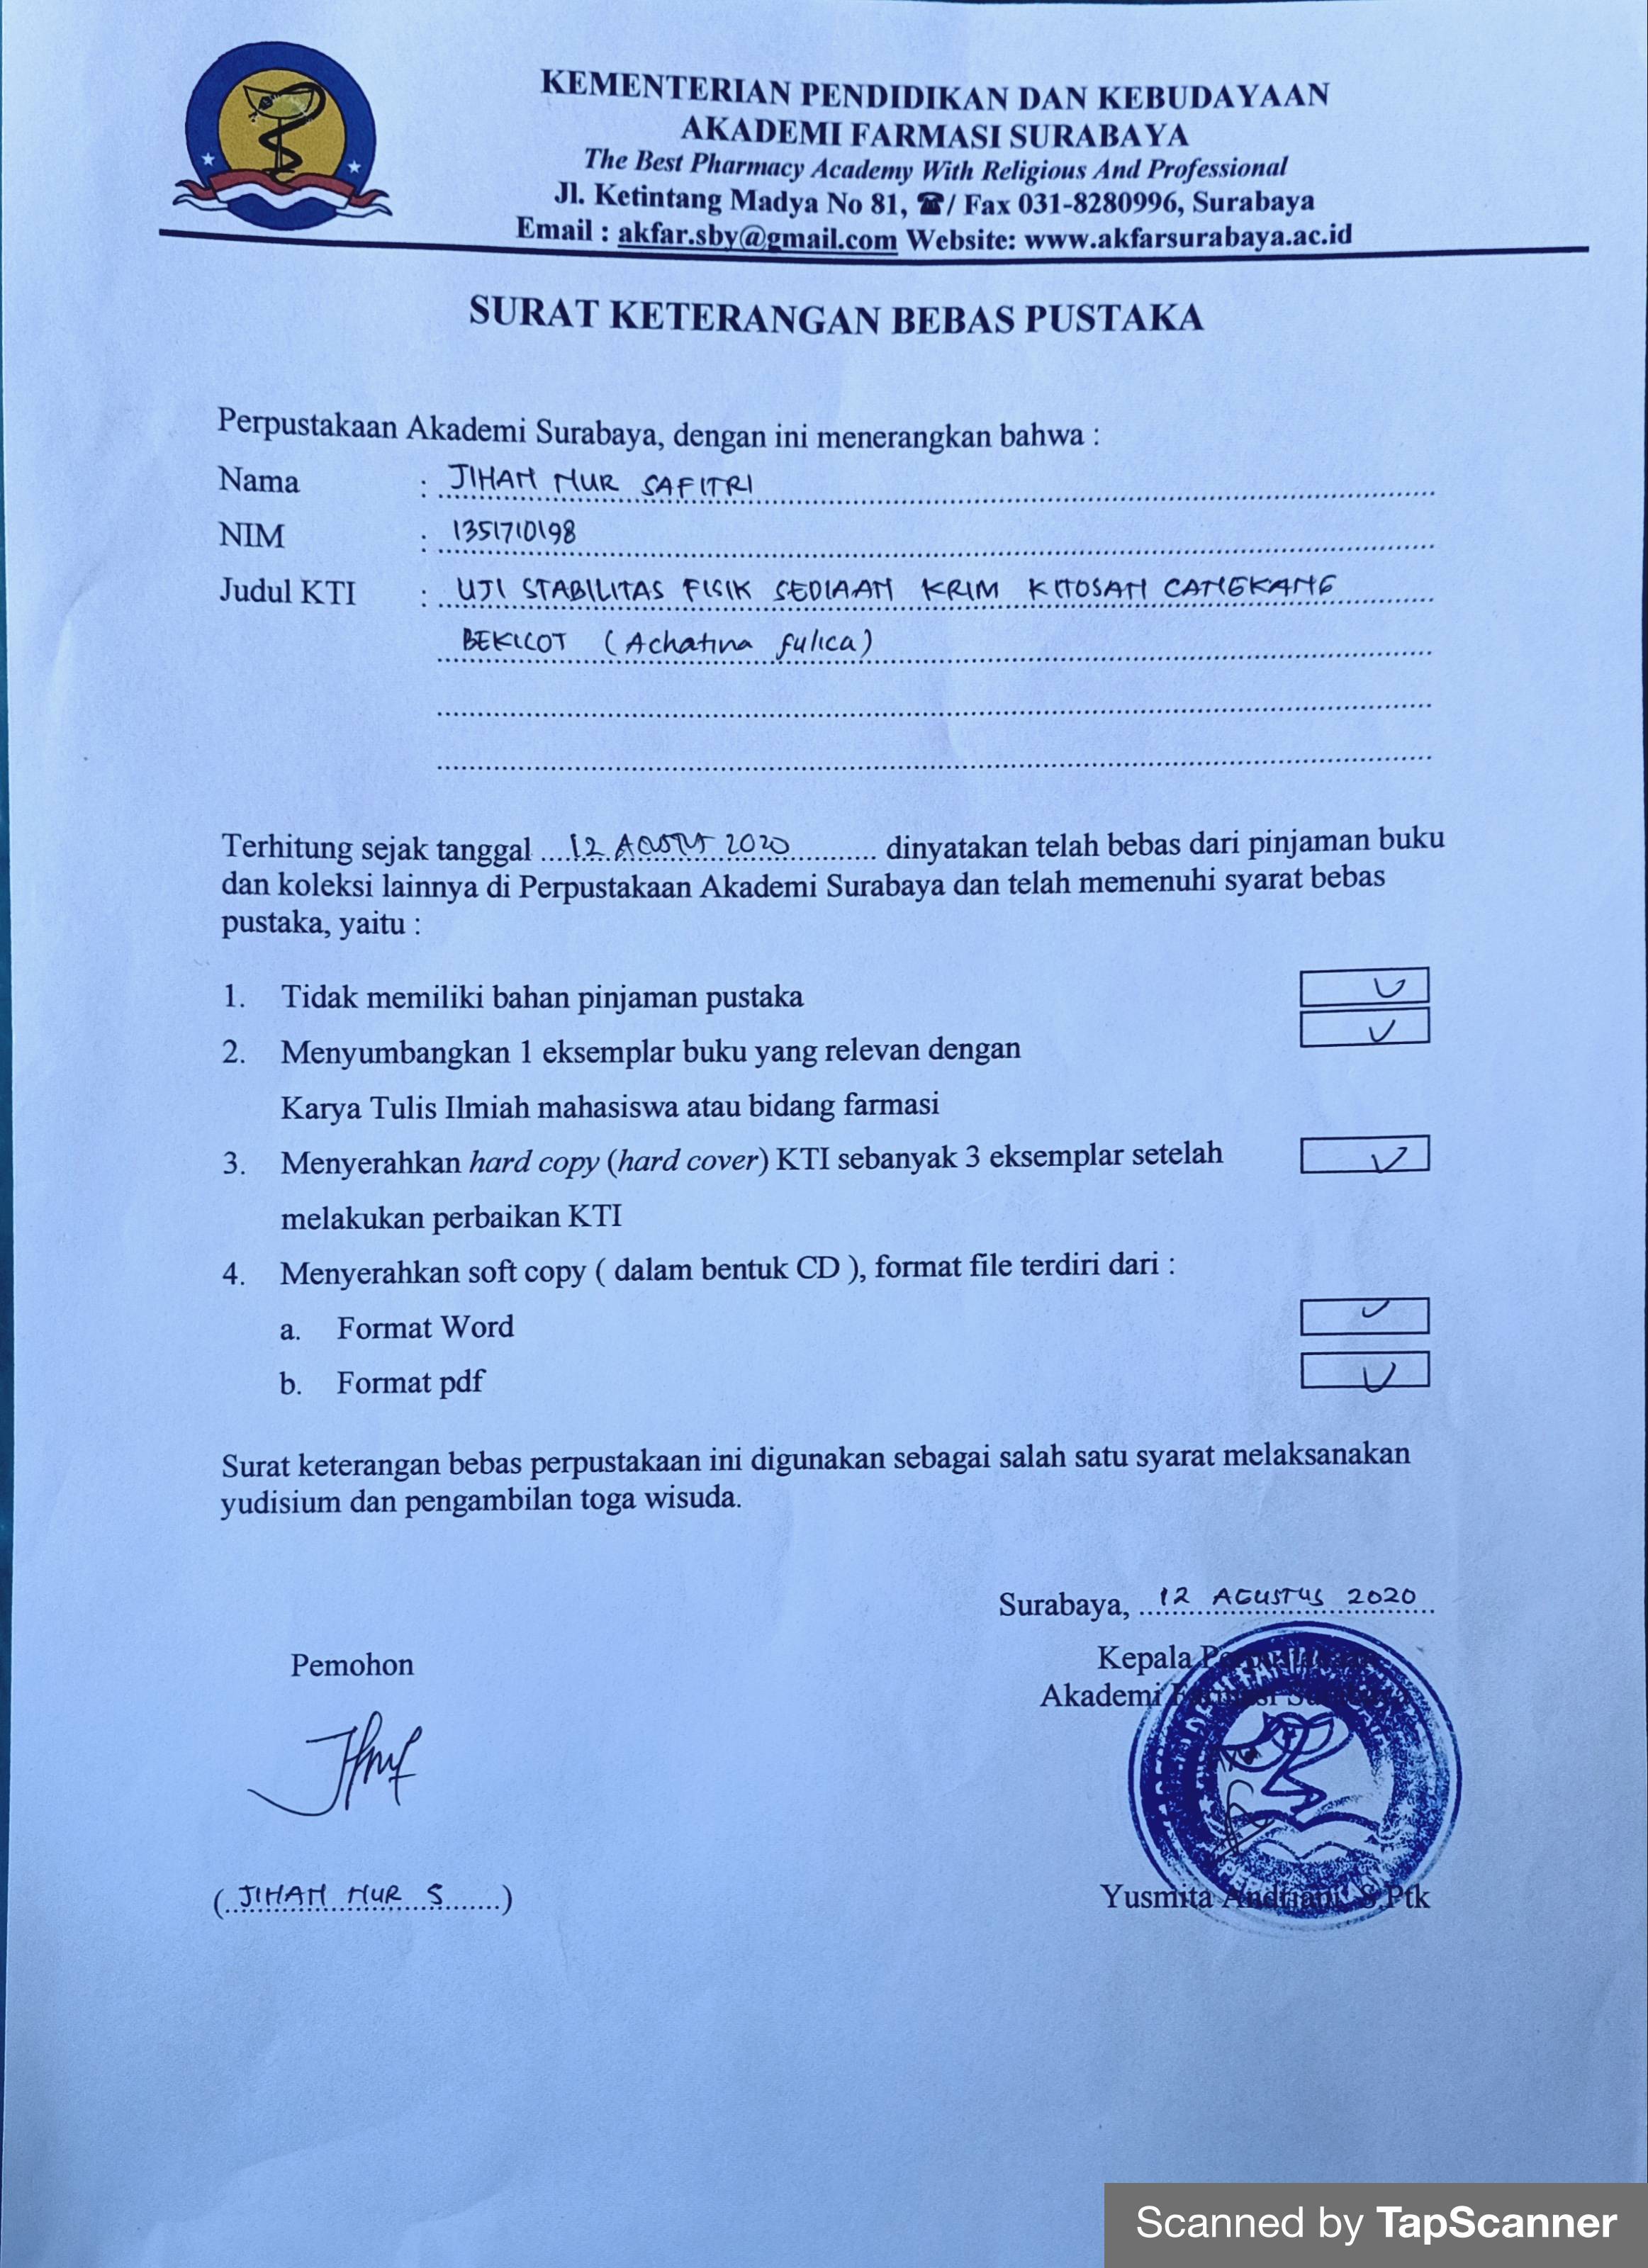 KEMENTERIAN PENDIDIKAN DAN KEBUDAYAAN
AKADEMI FARMASI SURABAYA
The Best Pharmacy Academy With Religious And Professional
Jl. Ketintang Madya No 81, ☎/ Fax 031-8280996, Surabaya
Email : akfar.sby@gmail.com Website: www.akfarsurabaya.ac.id
SURAT KETERANGAN BEBAS PUSTAKA
Perpustakaan Akademi Surabaya, dengan ini menerangkan bahwa :
Nama : JIHAN NUR SAFITRI
NIM : 1351710198
Judul KTI : UJI STABILITAS FISIK SEDIAAN KRIM KITOSAN CANGKANG
BEKICOT (Achatina fulica)
Terhitung sejak tanggal 12 AGUSTUS 2020 dinyatakan telah bebas dari pinjaman buku
dan koleksi lainnya di Perpustakaan Akademi Surabaya dan telah memenuhi syarat bebas
pustaka, yaitu :
1. Tidak memiliki bahan pinjaman pustaka
2. Menyumbangkan 1 eksemplar buku yang relevan dengan
Karya Tulis Ilmiah mahasiswa atau bidang farmasi
3. Menyerahkan hard copy (hard cover) KTI sebanyak 3 eksemplar setelah
melakukan perbaikan KTI
4. Menyerahkan soft copy ( dalam bentuk CD ), format file terdiri dari :
a. Format Word
b. Format pdf
Surat keterangan bebas perpustakaan ini digunakan sebagai salah satu syarat melaksanakan
yudisium dan pengambilan toga wisuda.
Surabaya, 12 AGUSTUS 2020
Pemohon
Kepala Perpustakaan
Akademi Farmasi Surabaya
(JIHAN NUR S)
Yusmita Andriani, S.Ptk
Scanned by TapScanner